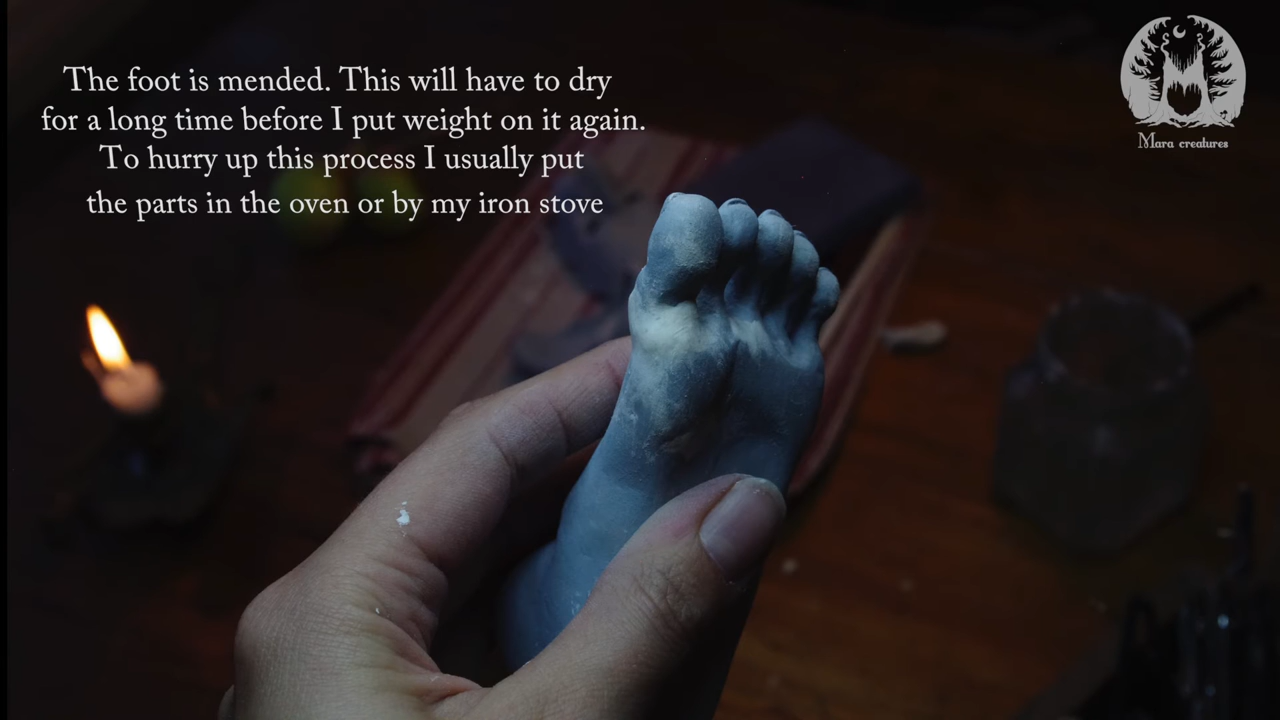 The foot is mended. This will have to dry
for a long time before I put weight on it again.
To hurry up this process I usually put
the parts in the oven or by my iron stove
Mara creatures